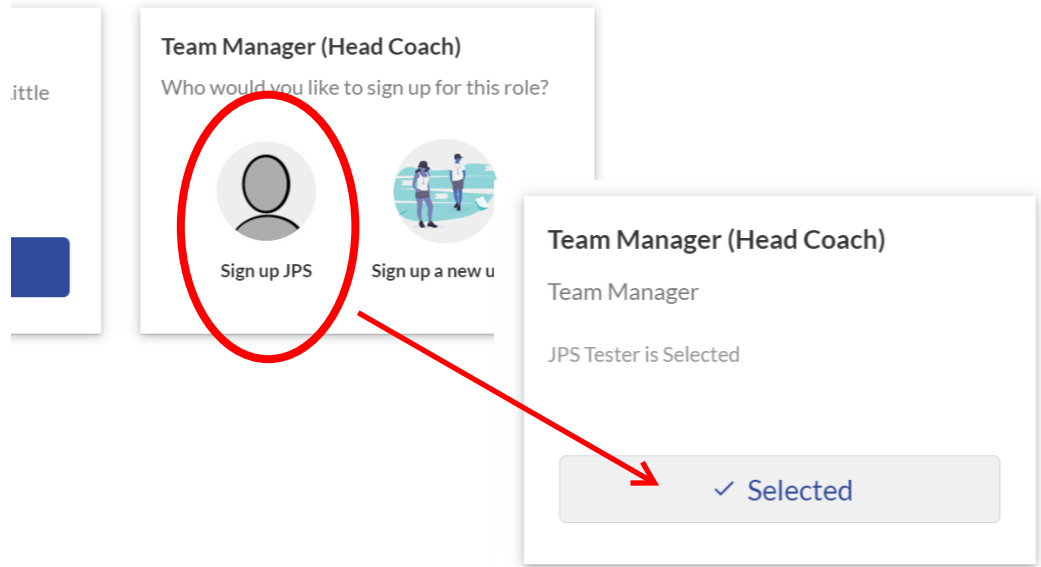 Team Manager (Head Coach)
Who would you like to sign up for this role?
Sign up JPS
Sign up a new u
Team Manager (Head Coach)
Team Manager
JPS Tester is Selected
Selected